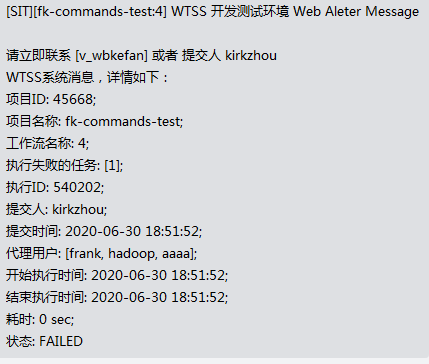 [SIT][fk-commands-test:4] WTSS 开发测试环境 Web Aleter Message
请立即联系 [v_wbkefan] 或者 提交人 kirkzhou
WTSS系统消息，详情如下：
项目ID: 45668;
项目名称: fk-commands-test;
工作流名称: 4;
执行失败的任务: [1];
执行ID: 540202;
提交人: kirkzhou;
提交时间: 2020-06-30 18:51:52;
代理用户: [frank, hadoop, aaaa];
开始执行时间: 2020-06-30 18:51:52;
结束执行时间: 2020-06-30 18:51:52;
耗时: 0 sec;
状态: FAILED